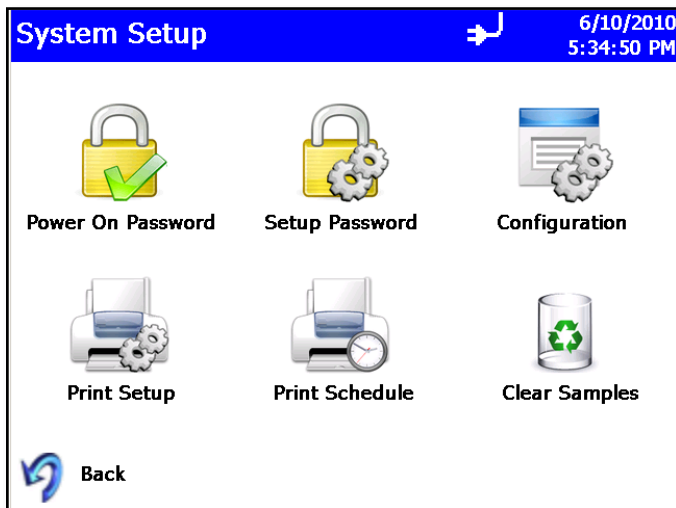 System Setup
6/10/2010
5:34:50 PM
Power On Password
Setup Password
Configuration
Print Setup
Print Schedule
Clear Samples
Back